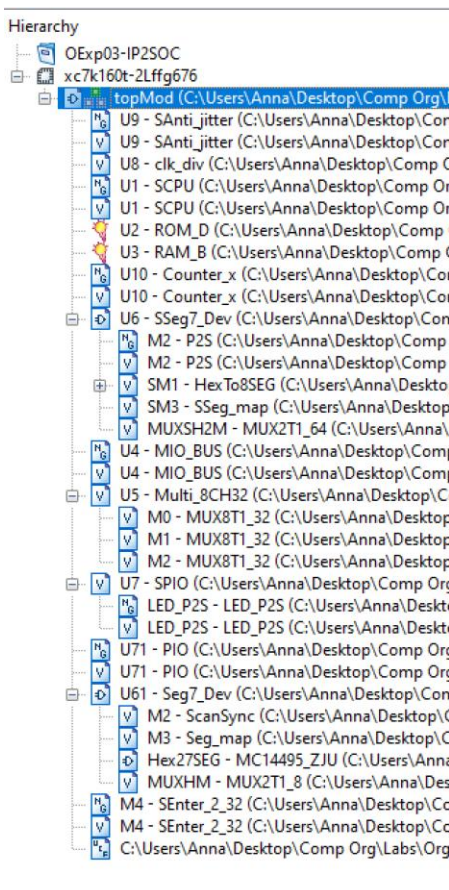 Hierarchy
OExp03-IP2SOC
xc7k160t-2Lffg676
topMod (C:\Users\Anna\Desktop\Comp Org\
U9 - SAnti_jitter (C:\Users\Anna\Desktop\Co
U9 - SAnti_jitter (C:\Users\Anna\Desktop\Co
U8 - clk_div (C:\Users\Anna\Desktop\Comp
U1 - SCPU (C:\Users\Anna\Desktop\Comp O
U1 - SCPU (C:\Users\Anna\Desktop\Comp O
U2 - ROM_D (C:\Users\Anna\Desktop\Comp
U3 - RAM_B (C:\Users\Anna\Desktop\Comp
U10 - Counter_x (C:\Users\Anna\Desktop\Co
U10 - Counter_x (C:\Users\Anna\Desktop\Co
U6 - SSeg7_Dev (C:\Users\Anna\Desktop\Co
M2 - P2S (C:\Users\Anna\Desktop\Comp
M2 - P2S (C:\Users\Anna\Desktop\Comp
SM1 - HexTo8SEG (C:\Users\Anna\Deskto
SM3 - SSeg_map (C:\Users\Anna\Desktop
MUXSH2M - MUX2T1_64 (C:\Users\Anna\
U4 - MIO_BUS (C:\Users\Anna\Desktop\Com
U4 - MIO_BUS (C:\Users\Anna\Desktop\Com
U5 - Multi_8CH32 (C:\Users\Anna\Desktop\C
M0 - MUX8T1_32 (C:\Users\Anna\Desktop
M1 - MUX8T1_32 (C:\Users\Anna\Desktop
M2 - MUX8T1_32 (C:\Users\Anna\Desktop
U7 - SPIO (C:\Users\Anna\Desktop\Comp Org
LED_P2S - LED_P2S (C:\Users\Anna\Deskt
LED_P2S - LED_P2S (C:\Users\Anna\Deskt
U71 - PIO (C:\Users\Anna\Desktop\Comp Org
U71 - PIO (C:\Users\Anna\Desktop\Comp Org
U61 - Seg7_Dev (C:\Users\Anna\Desktop\Co
M2 - ScanSync (C:\Users\Anna\Desktop\
M3 - Seg_map (C:\Users\Anna\Desktop\C
Hex27SEG - MC14495_ZJU (C:\Users\Anna
MUXHM - MUX2T1_8 (C:\Users\Anna\Des
M4 - SEnter_2_32 (C:\Users\Anna\Desktop\Co
M4 - SEnter_2_32 (C:\Users\Anna\Desktop\Co
C:\Users\Anna\Desktop\Comp Org\Labs\Org